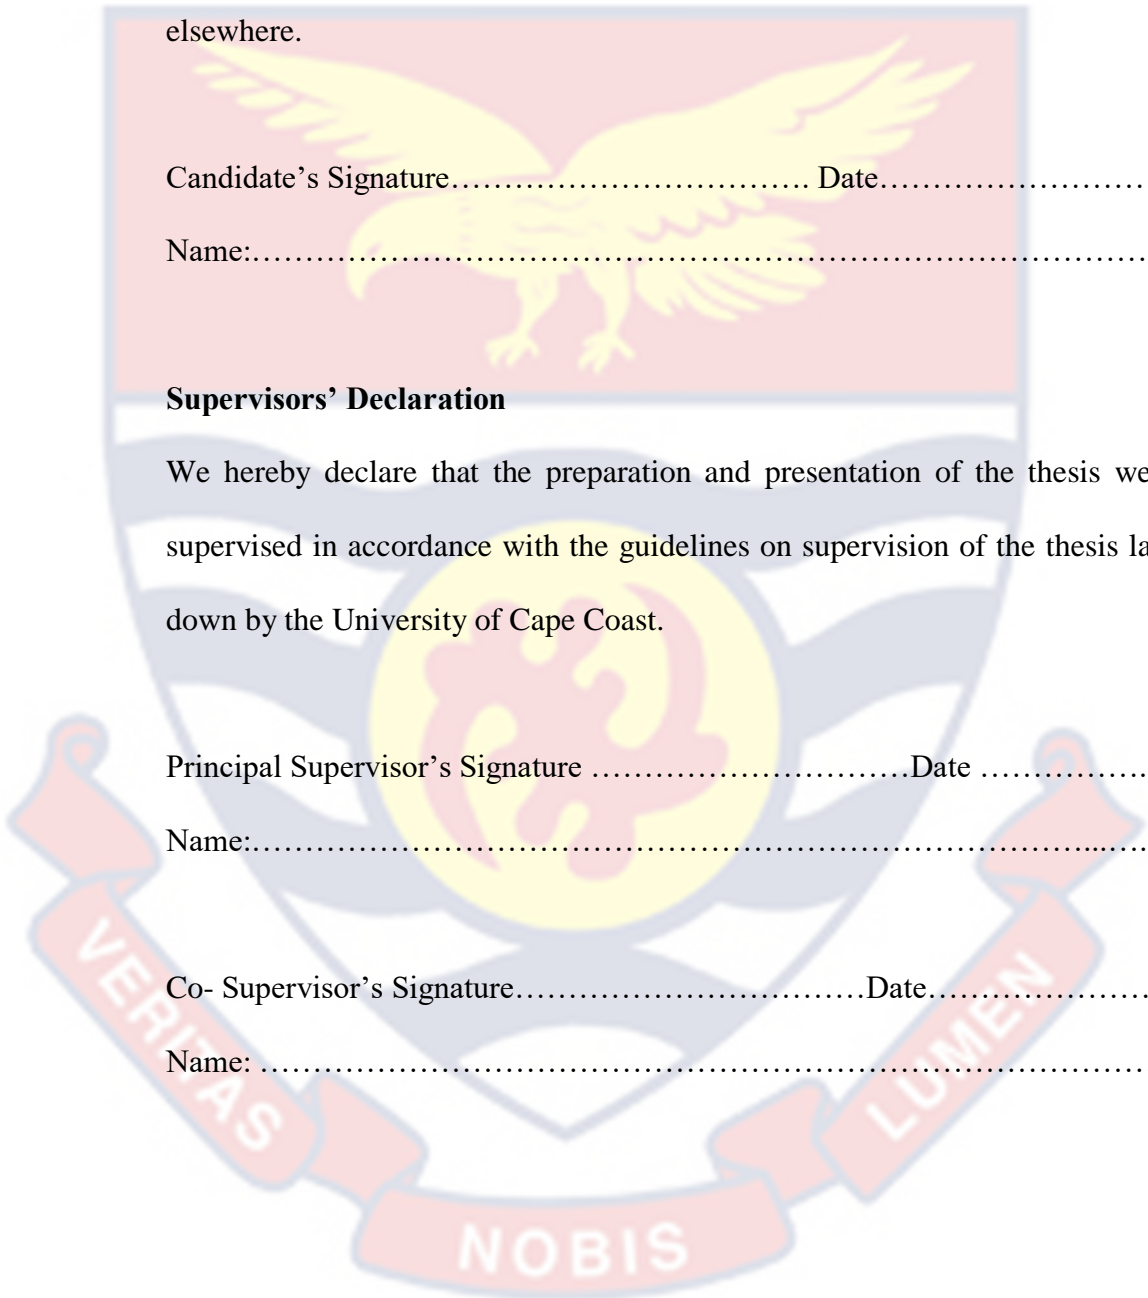 elsewhere.
Candidate’s Signature……………………………. Date……………………
Name:…………………………………………………………………………
Supervisors’ Declaration
We hereby declare that the preparation and presentation of the thesis we
supervised in accordance with the guidelines on supervision of the thesis la
down by the University of Cape Coast.
Principal Supervisor’s Signature …………………………Date …………….
Name:……………………………………………………………………...…..
Co- Supervisor’s Signature……………………………Date…………………
Name: …………………………………………………………………………
VERITAS
NOBIS
LUMEN